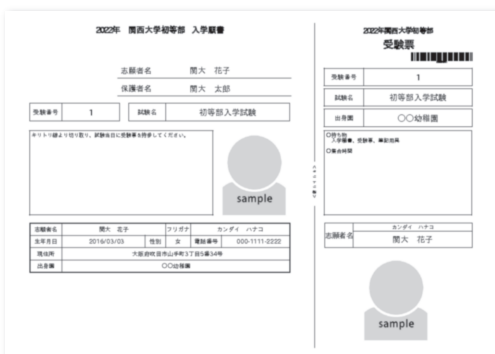 2022年 関西大学初等部 入学願書
志願者名 関大 花子
保護者名 関大 太郎
受験番号 1 試験名 初等部入学試験
キリトリ線より切り取り、試験当日に受験票を持参してください。
sample
志願者名 関大 花子 フリガナ カンダイ ハナコ
生年月日 2016/03/03 性別 女 電話番号 000-1111-2222
現住所 大阪府吹田市山手町3丁目5番34号
出身園 〇〇幼稚園
2022年関西大学初等部
受験票
受験番号 1
試験名 初等部入学試験
出身園 〇〇幼稚園
〇持ち物
入学願書、受験票、筆記用具
〇集合時間
志願者名 カンダイ ハナコ
関大 花子
sample